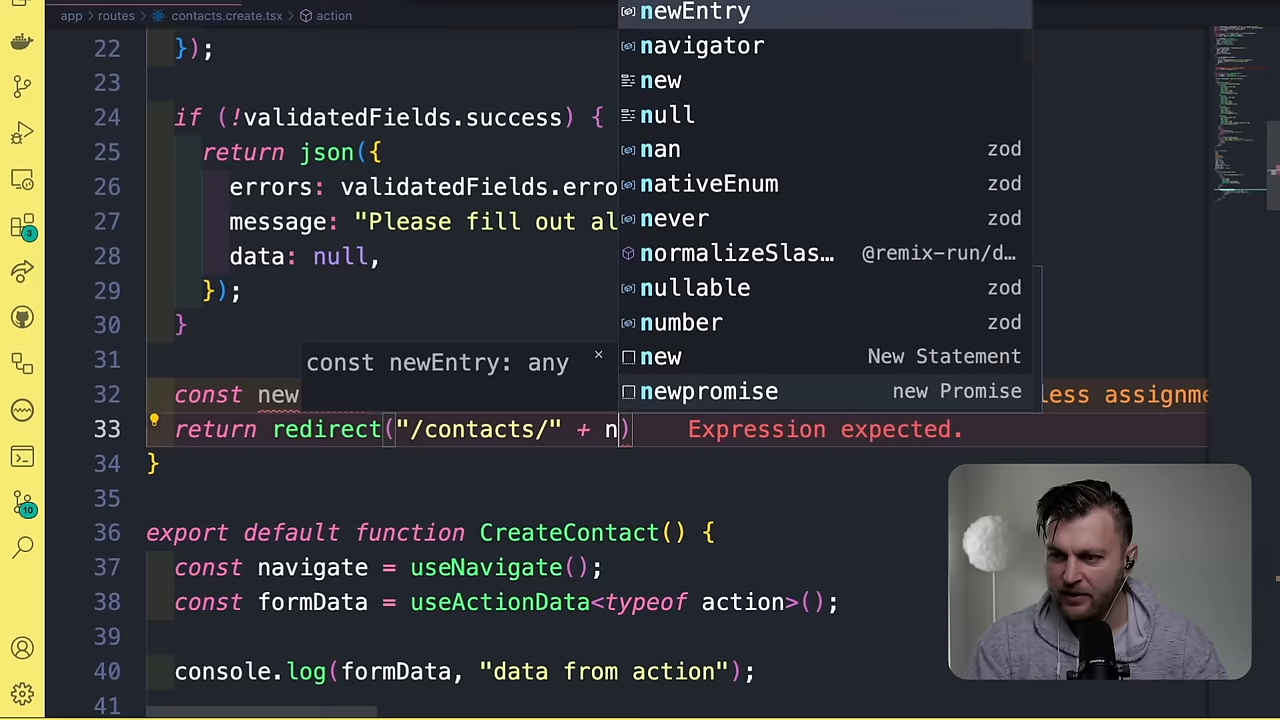 app > routes > contacts.create.tsx > action
22 });
23
24 if (!validatedFields.success) {
25 return json({
26 errors: validatedFields.erro
27 message: "Please fill out al
28 data: null,
29 });
30 }
31
32 const new less assignme
33 return redirect("/contacts/" + n) Expression expected.
34 }
35
36 export default function CreateContact() {
37 const navigate = useNavigate();
38 const formData = useActionData<typeof action>();
39
40 console.log(formData, "data from action");
41
newEntry
navigator
new
null
nan zod
nativeEnum zod
never zod
normalizeSlas… @remix-run/d…
nullable zod
number zod
new New Statement
newpromise new Promise
const newEntry: any ×
3
10